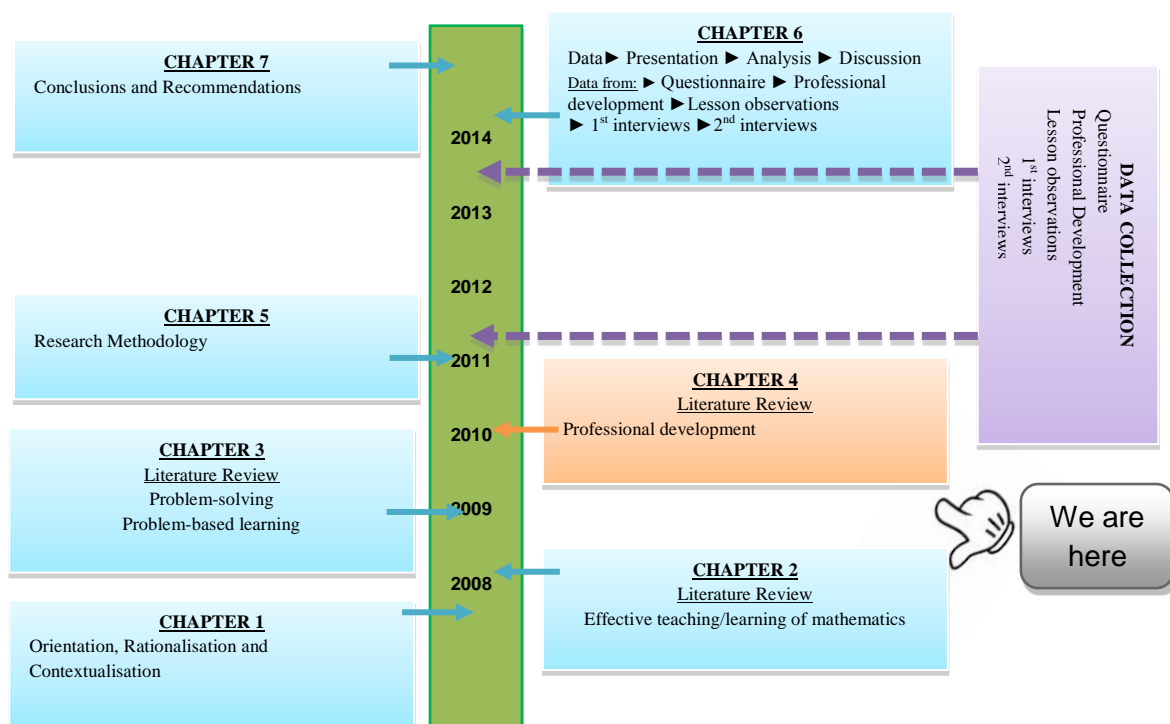 CHAPTER 7
Conclusions and Recommendations
CHAPTER 6
Data► Presentation ► Analysis ► Discussion
Data from: ► Questionnaire ► Professional
development ►Lesson observations
► 1st interviews ►2nd interviews
DATA COLLECTION
Questionnaire
Professional Development
Lesson observations
1st interviews
2nd interviews
2014
2013
2012
2011
2010
2009
2008
CHAPTER 5
Research Methodology
CHAPTER 4
Literature Review
Professional development
CHAPTER 3
Literature Review
Problem-solving
Problem-based learning
We are
here
CHAPTER 2
Literature Review
Effective teaching/learning of mathematics
CHAPTER 1
Orientation, Rationalisation and
Contextualisation